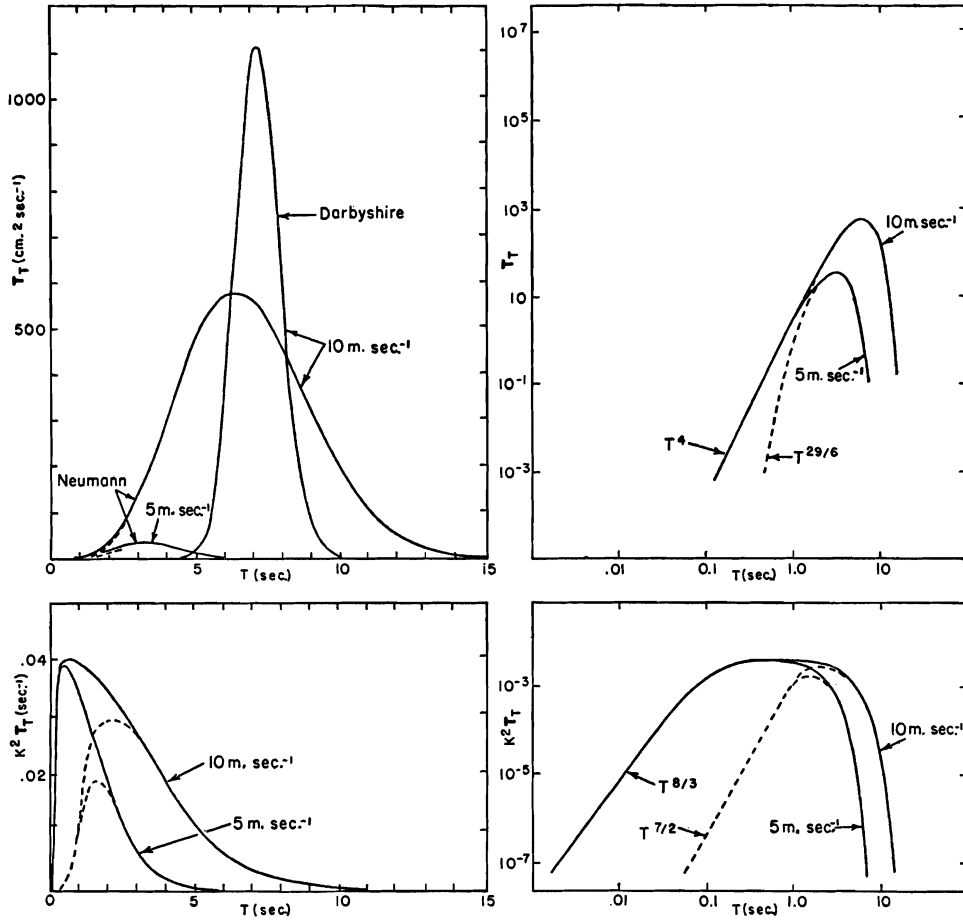 1000
500
0
5
10
15
T_T (cm.² sec.⁻¹)
T (sec.)
Darbyshire
10 m. sec.⁻¹
Neumann
5 m. sec.⁻¹
10⁷
10⁵
10³
10
10⁻¹
10⁻³
T_T
10 m. sec.⁻¹
5 m. sec.⁻¹
T⁴
T²⁹/⁶
.01
0.1
1.0
10
T (sec.)
.04
.02
0
K² T_T (sec.⁻¹)
10 m. sec.⁻¹
5 m. sec.⁻¹
0
5
10
15
T (sec.)
10⁻³
10⁻⁵
10⁻⁷
K² T_T
10 m. sec.⁻¹
T⁸/³
T⁷/²
5 m. sec.⁻¹
.01
0.1
1.0
10
T (sec.)